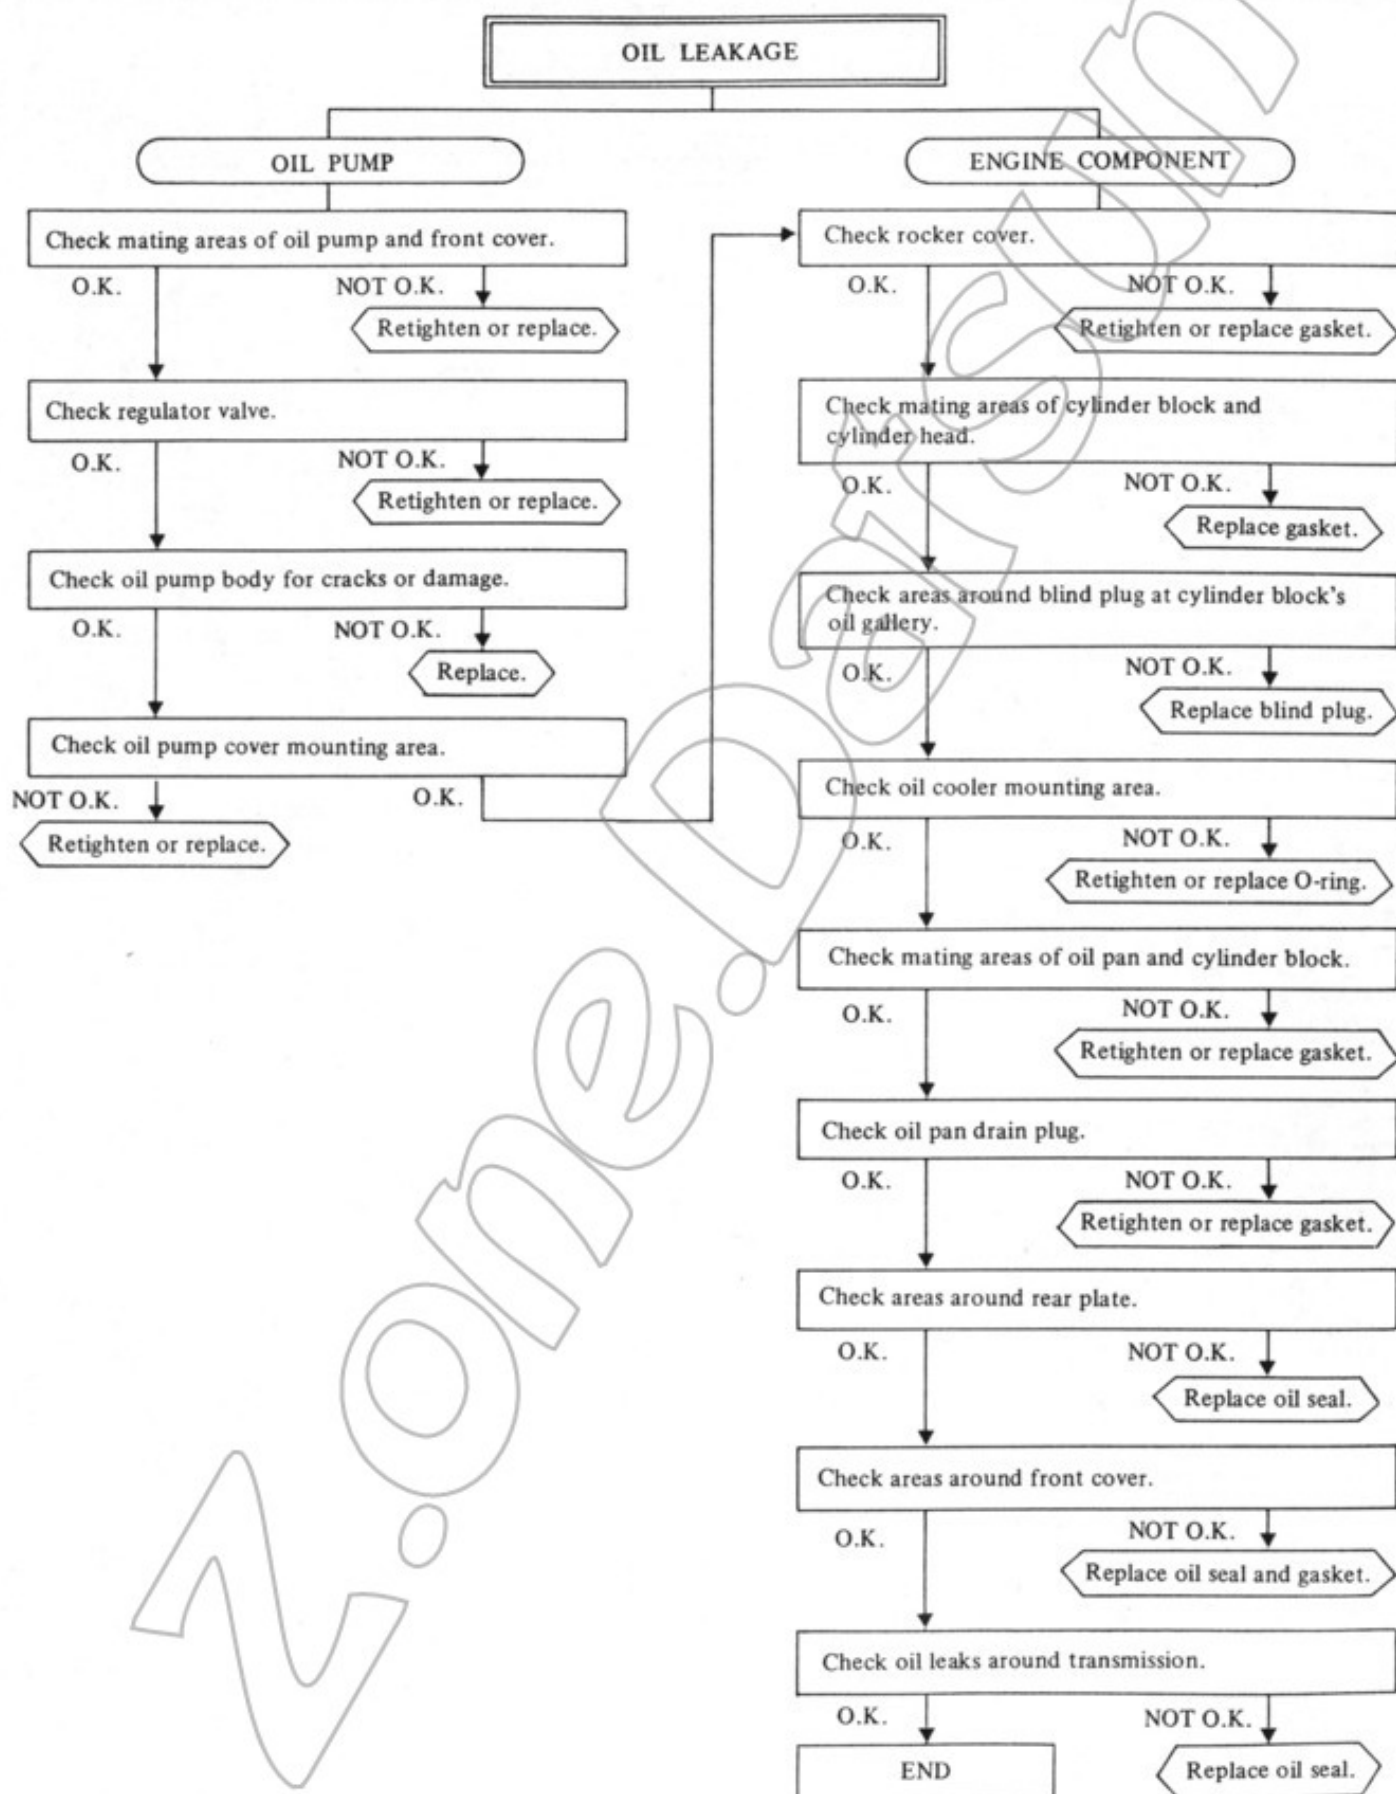 OIL LEAKAGE
OIL PUMP
Check mating areas of oil pump and front cover.
O.K.
NOT O.K.
Retighten or replace.
Check regulator valve.
O.K.
NOT O.K.
Retighten or replace.
Check oil pump body for cracks or damage.
O.K.
NOT O.K.
Replace.
Check oil pump cover mounting area.
NOT O.K.
O.K.
Retighten or replace.
ENGINE COMPONENT
Check rocker cover.
O.K.
NOT O.K.
Retighten or replace gasket.
Check mating areas of cylinder block and
cylinder head.
O.K.
NOT O.K.
Replace gasket.
Check areas around blind plug at cylinder block's
oil gallery.
O.K.
NOT O.K.
Replace blind plug.
Check oil cooler mounting area.
O.K.
NOT O.K.
Retighten or replace O-ring.
Check mating areas of oil pan and cylinder block.
O.K.
NOT O.K.
Retighten or replace gasket.
Check oil pan drain plug.
O.K.
NOT O.K.
Retighten or replace gasket.
Check areas around rear plate.
O.K.
NOT O.K.
Replace oil seal.
Check areas around front cover.
O.K.
NOT O.K.
Replace oil seal and gasket.
Check oil leaks around transmission.
O.K.
NOT O.K.
END
Replace oil seal.
Z.one.Datsun